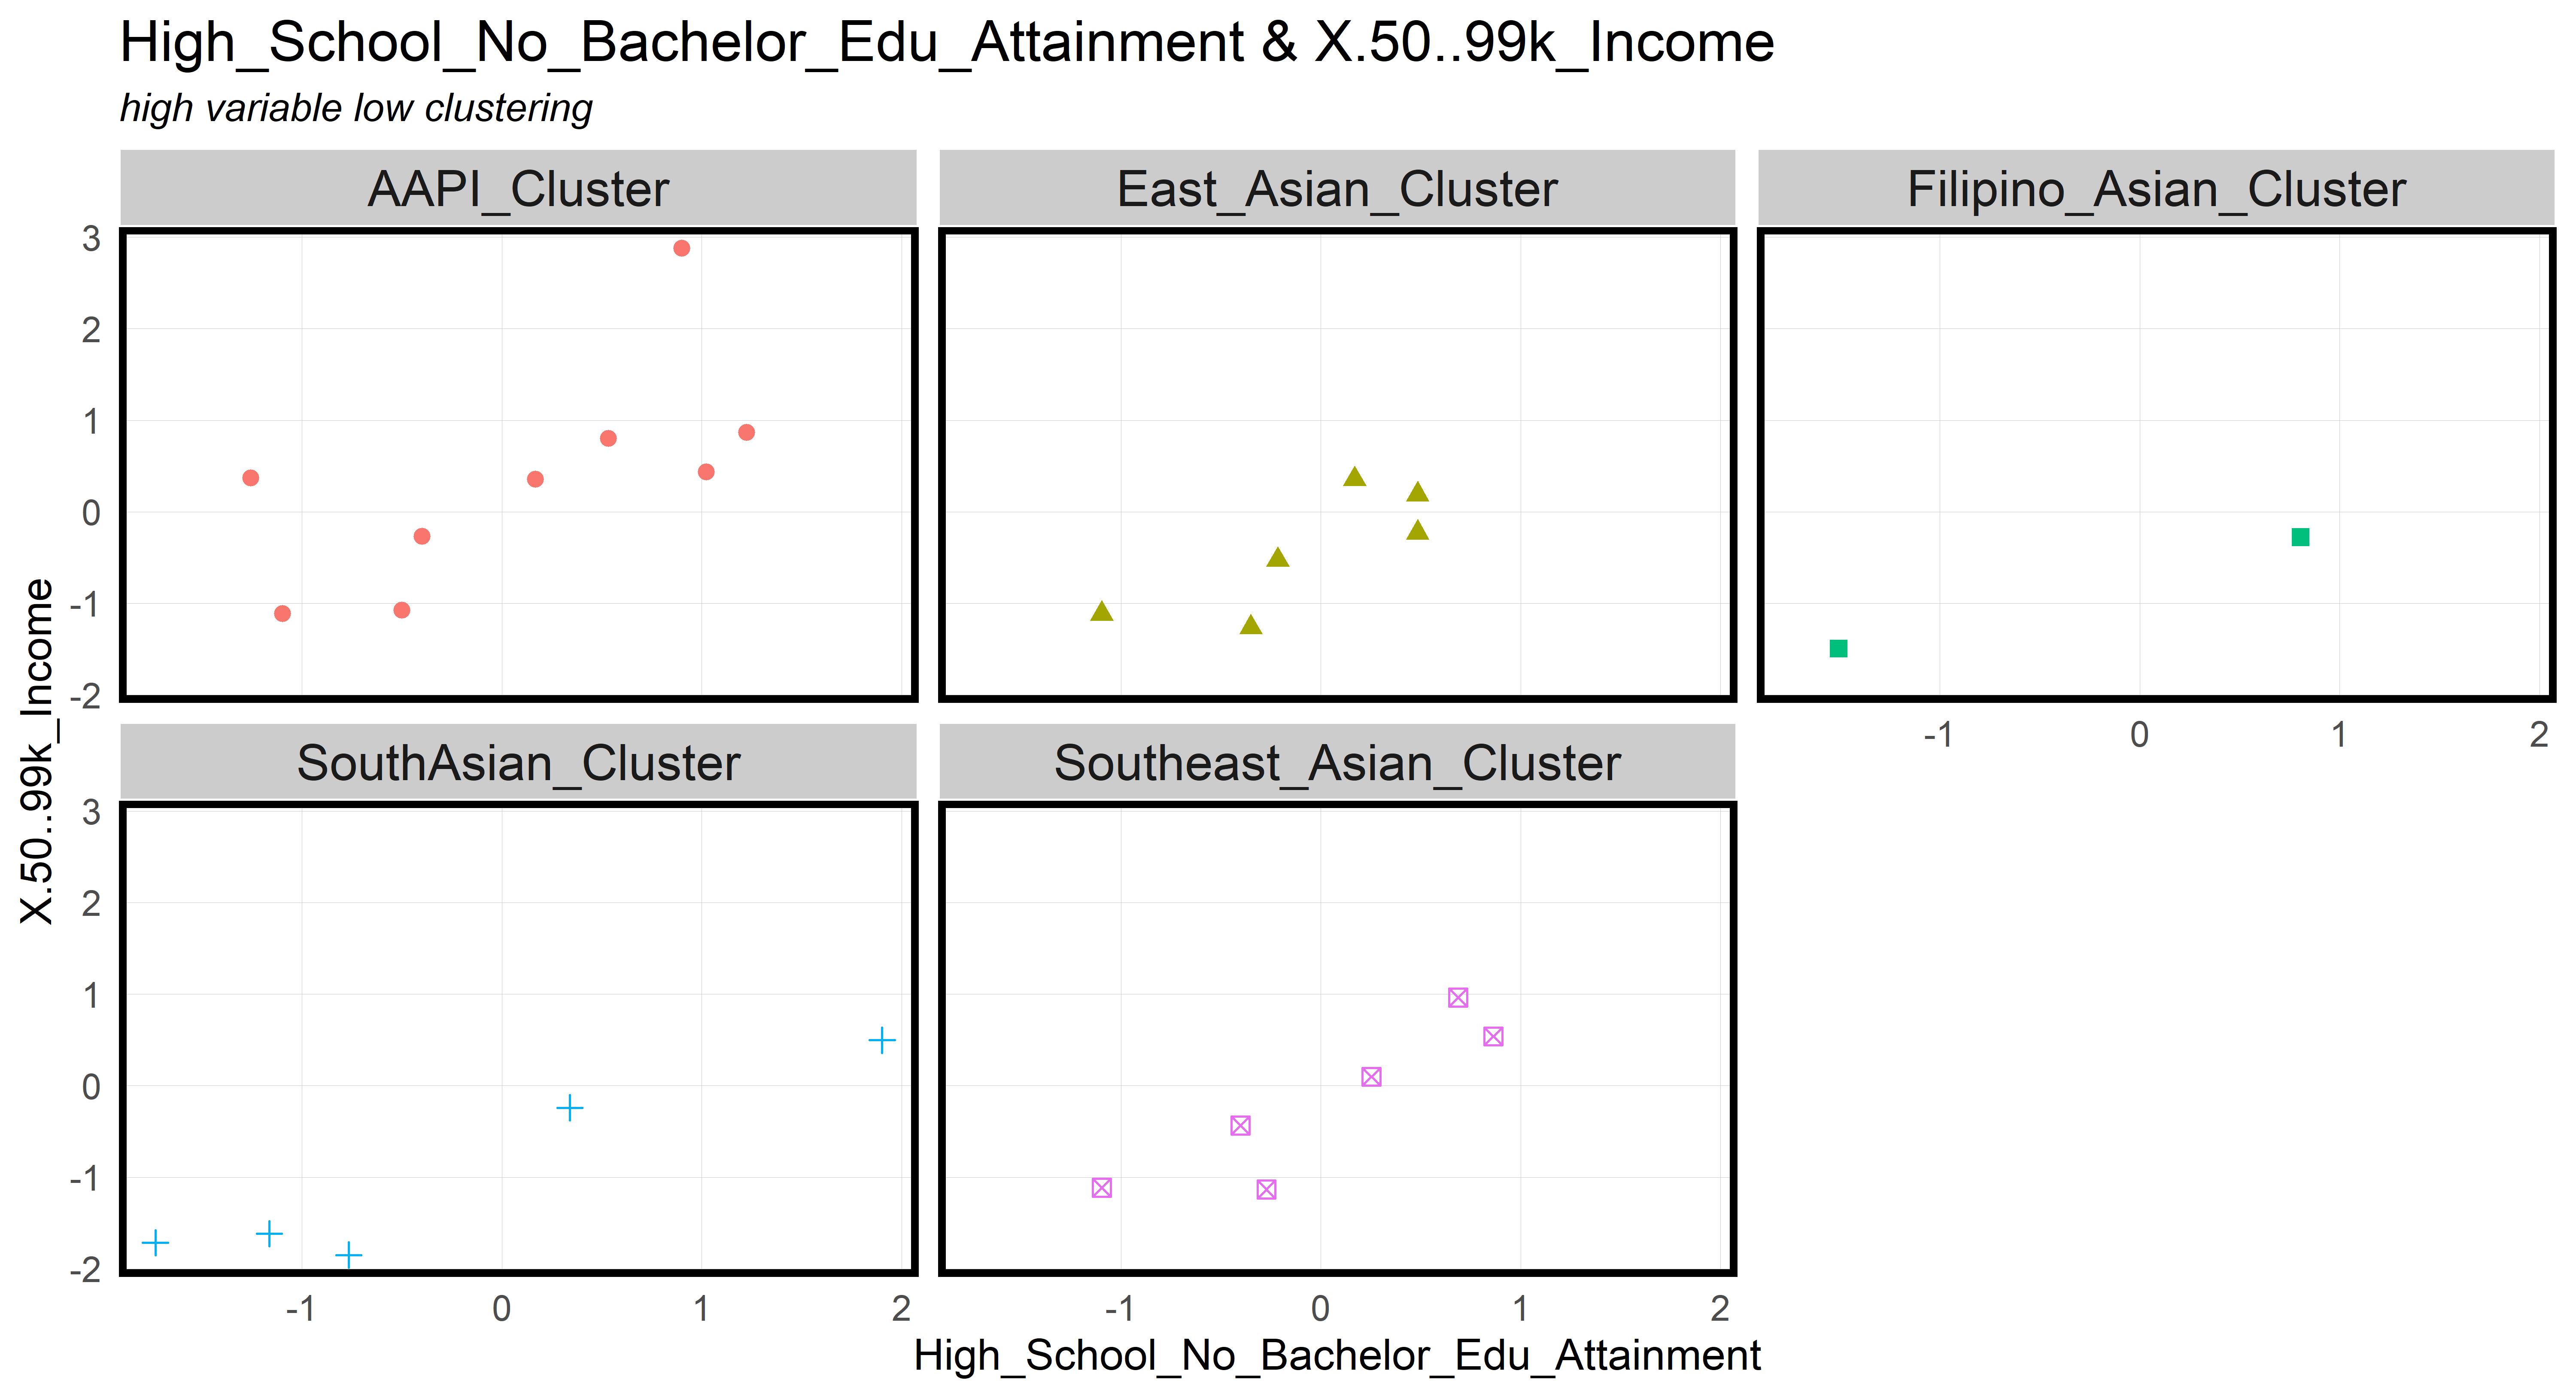 High_School_No_Bachelor_Edu_Attainment & X.50..99k_Income
high variable low clustering
AAPI_Cluster
East_Asian_Cluster
Filipino_Asian_Cluster
3
2
1
0
-1
-2
-1 0 1 2
SouthAsian_Cluster
Southeast_Asian_Cluster
3
2
1
0
-1
-2
-1 0 1 2
-1 0 1 2
X.50..99k_Income
High_School_No_Bachelor_Edu_Attainment